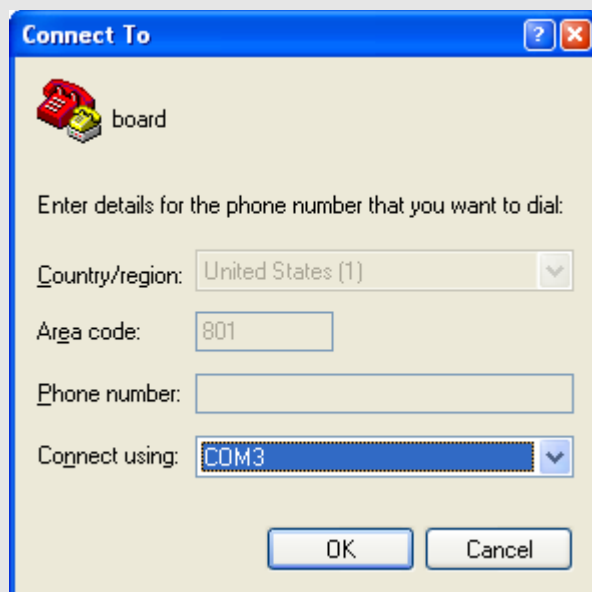 Connect To
board
Enter details for the phone number that you want to dial:
Country/region: United States (1)
Area code: 801
Phone number:
Connect using: COM3
OK Cancel